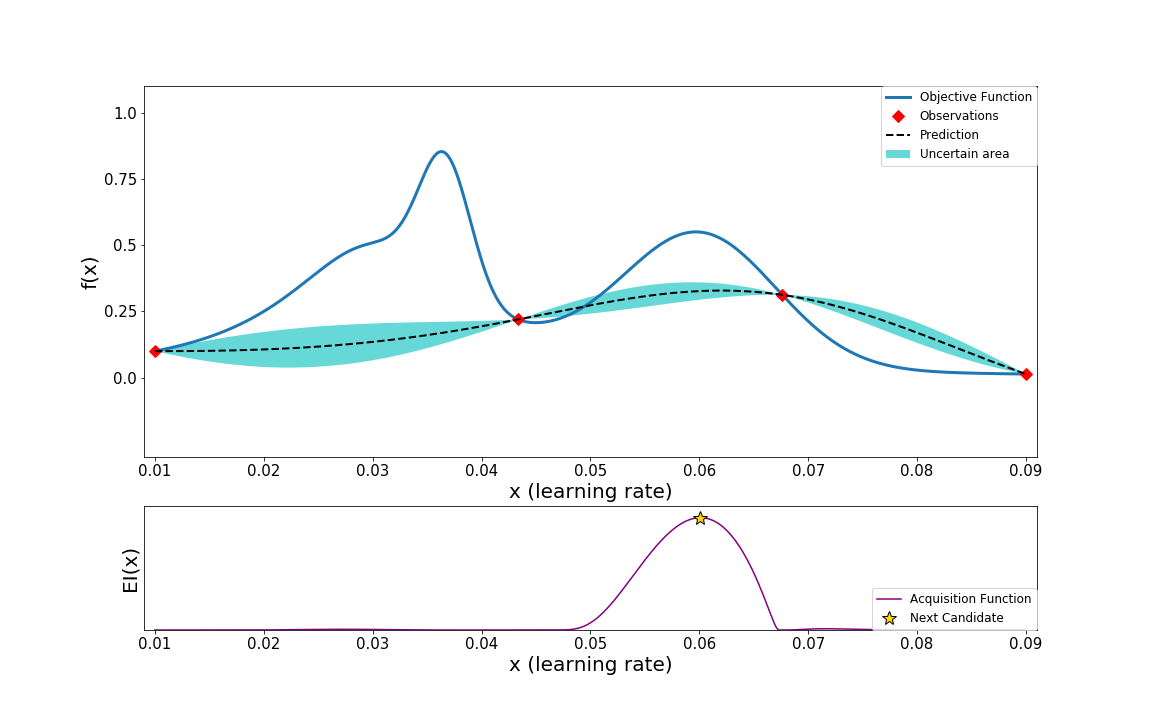 Objective Function
Observations
Prediction
Uncertain area
1.0
0.75
0.5
0.25
0.0
f(x)
0.01 0.02 0.03 0.04 0.05 0.06 0.07 0.08 0.09
x (learning rate)
EI(x)
Acquisition Function
Next Candidate
0.01 0.02 0.03 0.04 0.05 0.06 0.07 0.08 0.09
x (learning rate)